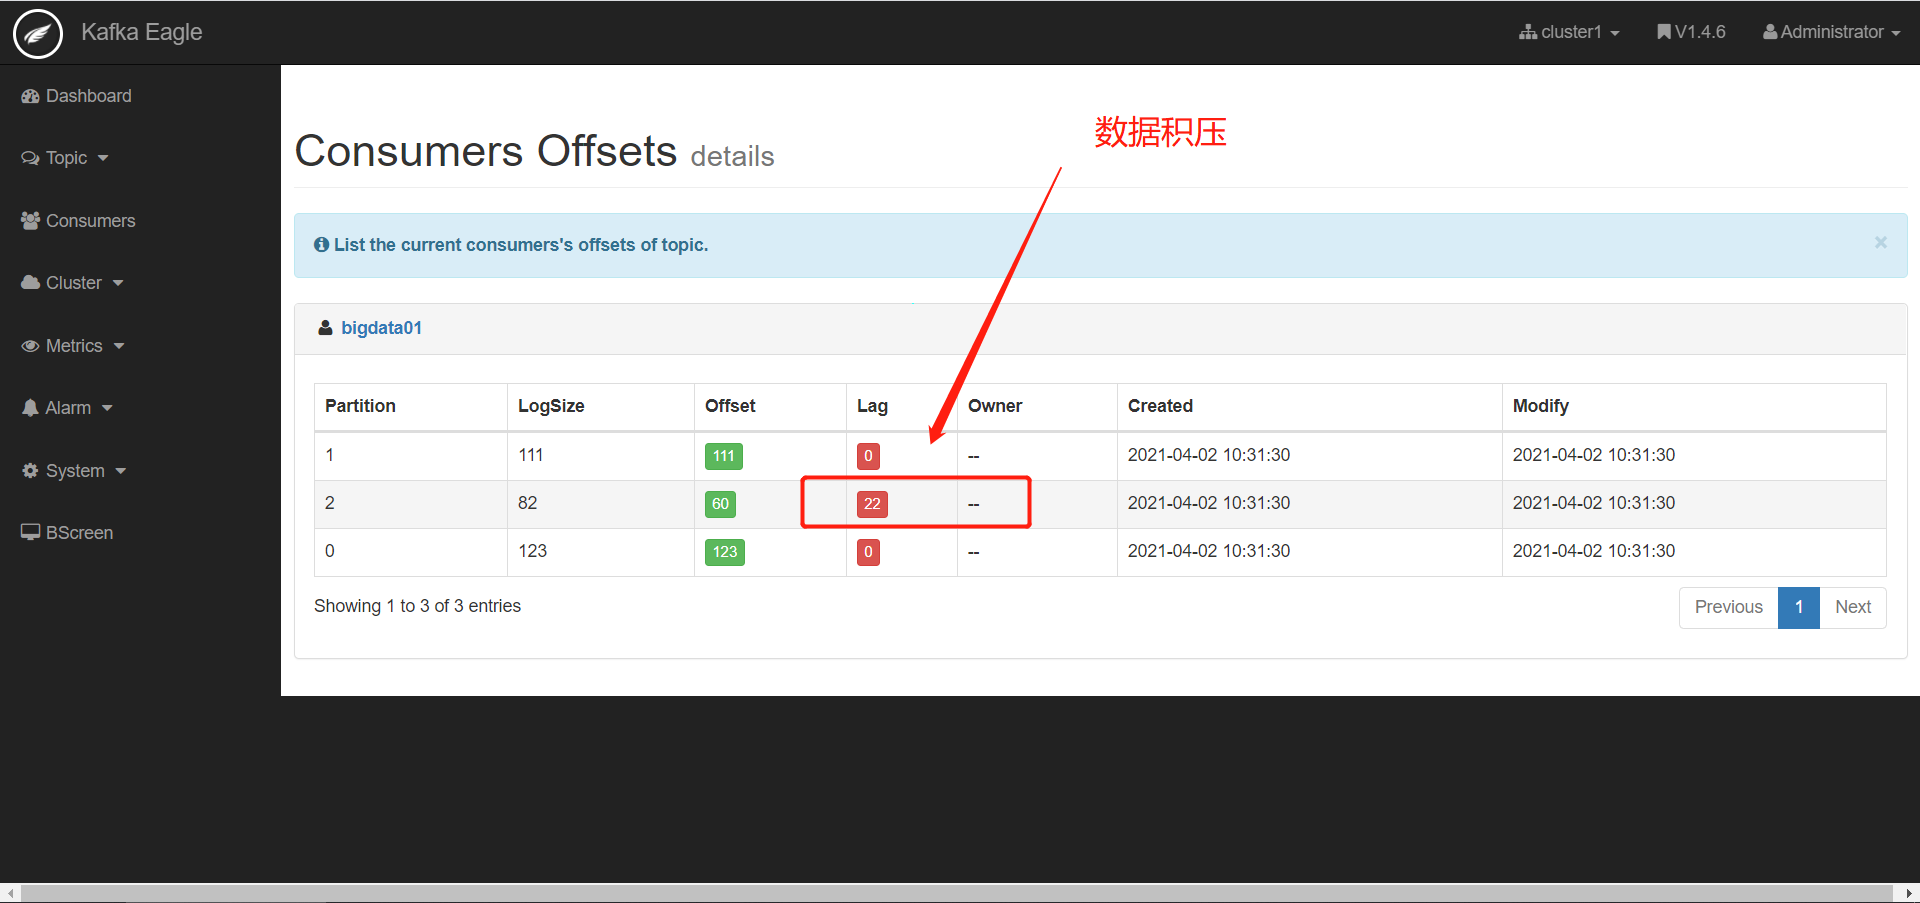 Kafka Eagle
cluster1
V1.4.6
Administrator
Dashboard
Topic
Consumers
Cluster
Metrics
Alarm
System
BScreen
数据积压
Consumers Offsets details
List the current consumers's offsets of topic.
×
bigdata01
Partition LogSize Offset Lag Owner Created Modify
1 111 111 0 -- 2021-04-02 10:31:30 2021-04-02 10:31:30
2 82 60 22 -- 2021-04-02 10:31:30 2021-04-02 10:31:30
0 123 123 0 -- 2021-04-02 10:31:30 2021-04-02 10:31:30
Showing 1 to 3 of 3 entries
Previous 1 Next